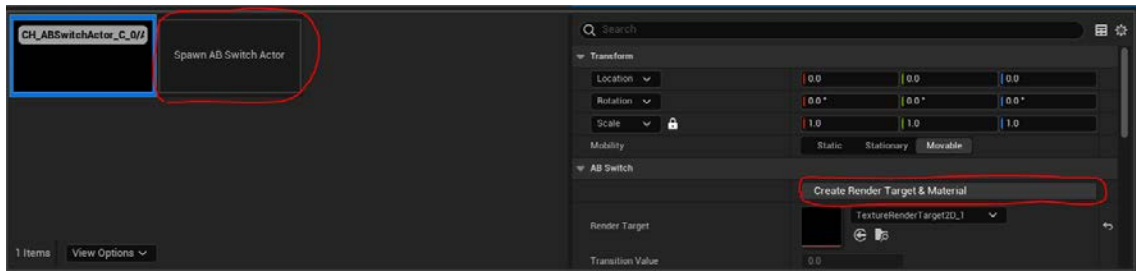 CH_ABSwitchActor_C_0/A
Spawn AB Switch Actor
1 Items View Options
Search
Transform
Location 0.0 0.0 0.0
Rotation 0.0° 0.0° 0.0°
Scale 1.0 1.0 1.0
Mobility Static Stationary Movable
AB Switch
Create Render Target & Material
Render Target TextureRenderTarget2D_1
Transition Value 0.0